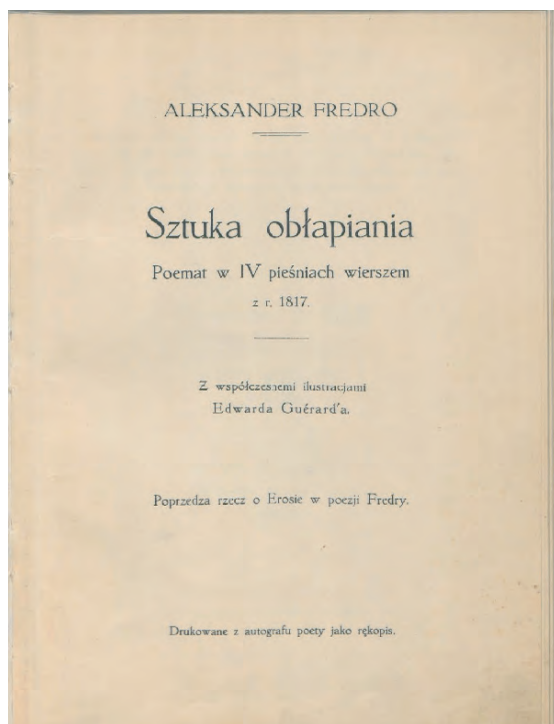 ALEKSANDER FREDRO
Sztuka obłapiania
Poemat w IV pieśniach wierszem
z r. 1817.
Z współczesnemi ilustracjami
Edwarda Guérard'a.
Poprzedza rzecz o Erosie w poezji Fredry.
Drukowane z autografu poety jako rękopis.